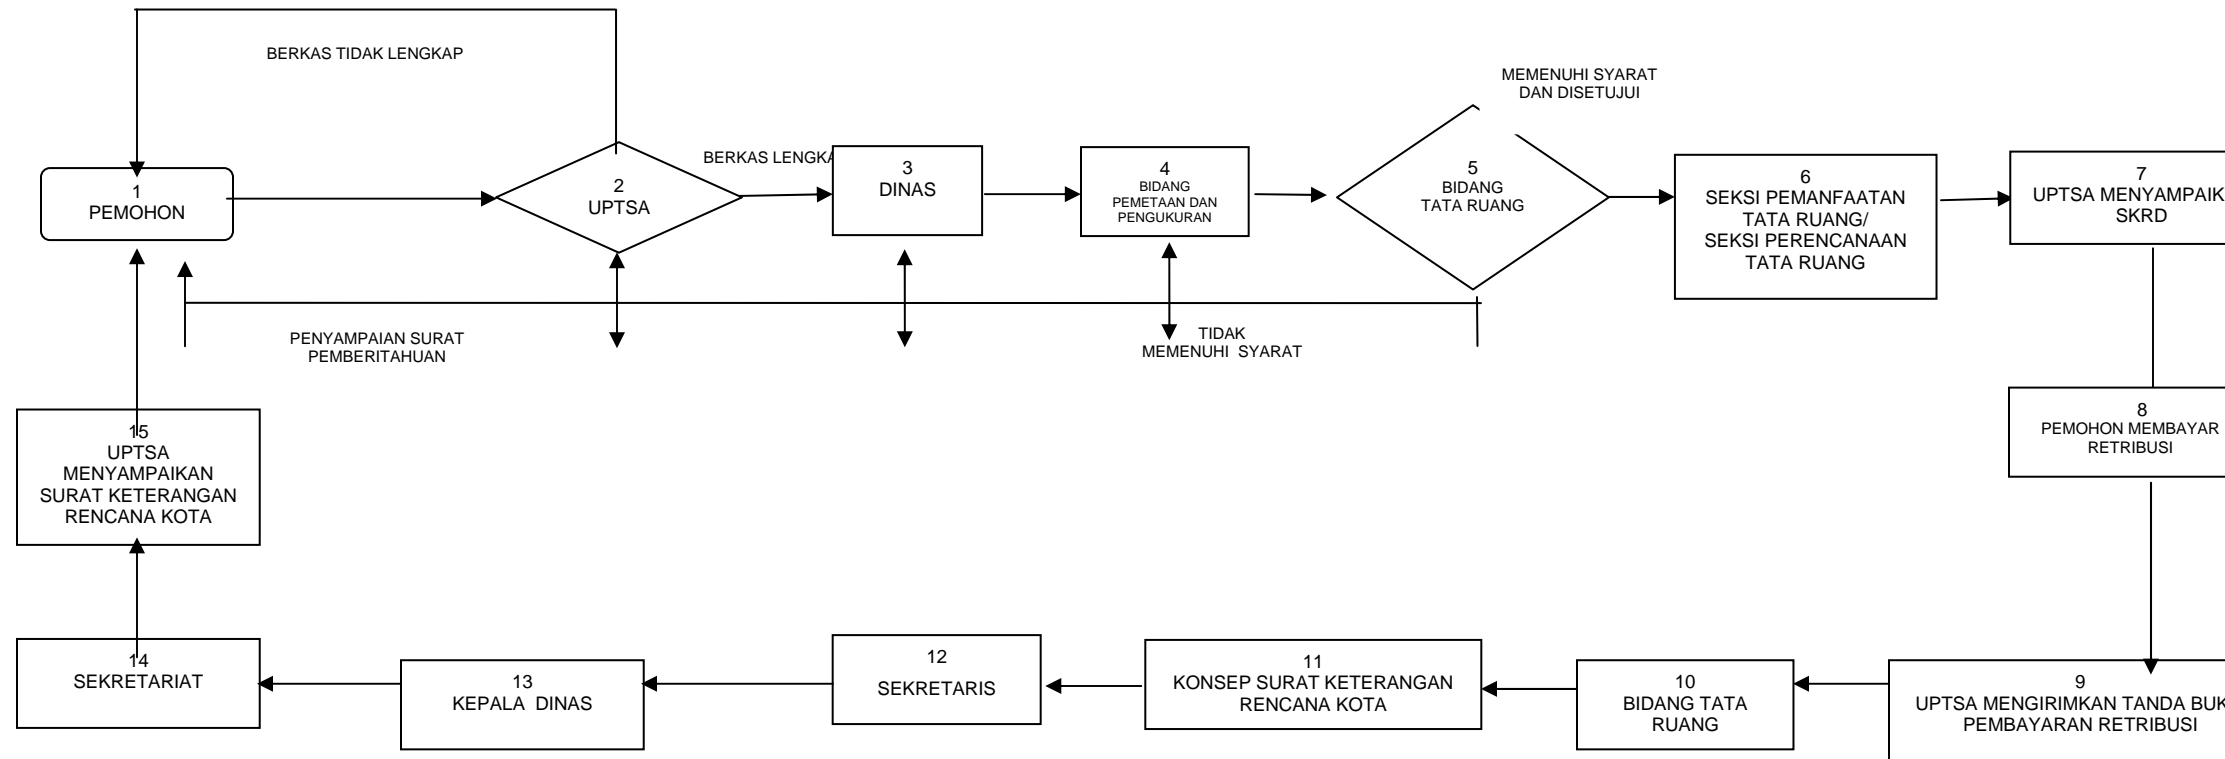 BERKAS TIDAK LENGKAP
MEMENUHI SYARAT
DAN DISETUJUI
BERKAS LENGKA
1
PEMOHON
2
UPTSA
3
DINAS
4
BIDANG
PEMETAAN DAN
PENGUKURAN
5
BIDANG
TATA RUANG
6
SEKSI PEMANFAATAN
TATA RUANG/
SEKSI PERENCANAAN
TATA RUANG
7
UPTSA MENYAMPAIK
SKRD
PENYAMPAIAN SURAT
PEMBERITAHUAN
TIDAK
MEMENUHI SYARAT
8
PEMOHON MEMBAYAR
RETRIBUSI
15
UPTSA
MENYAMPAIKAN
SURAT KETERANGAN
RENCANA KOTA
14
SEKRETARIAT
13
KEPALA DINAS
12
SEKRETARIS
11
KONSEP SURAT KETERANGAN
RENCANA KOTA
10
BIDANG TATA
RUANG
9
UPTSA MENGIRIMKAN TANDA BUK
PEMBAYARAN RETRIBUSI